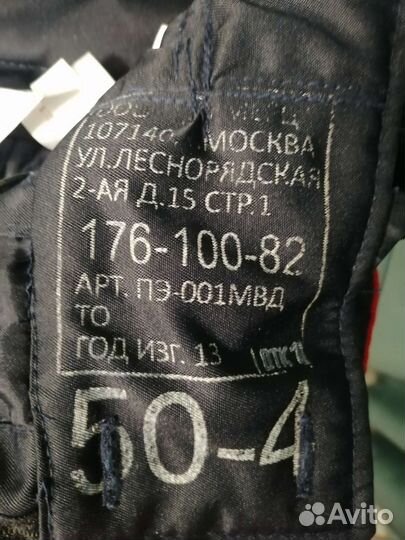 107140 МОСКВА
УЛ.ЛЕСНОРЯДСКАЯ
2-АЯ Д.15 СТР.1
176-100-82
АРТ. ПЭ-001МВД
ТО
ГОД ИЗГ. 13
50-4
Avito